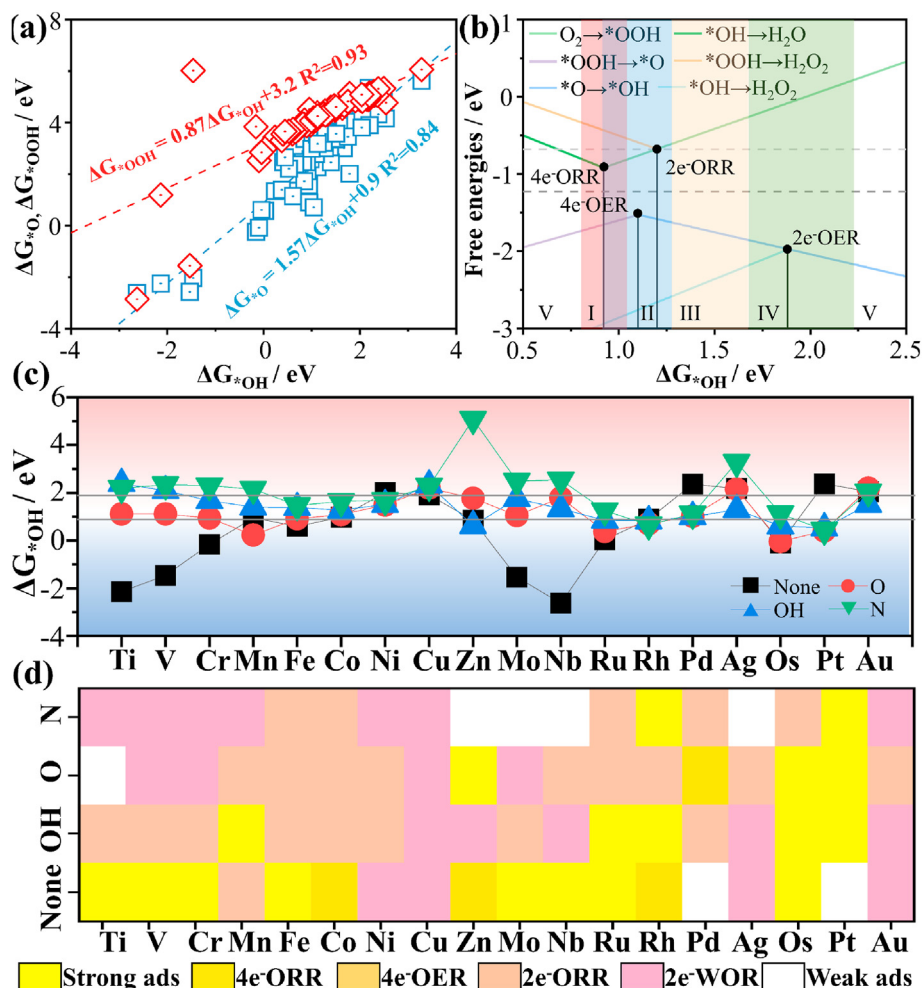 (a)
ΔG*OOH = 0.87ΔG*OH+3.2 R²=0.93
ΔG*O = 1.57ΔG*OH+0.9 R²=0.84
ΔG*O, ΔG*OOH / eV
8
4
0
-4
-4 -2 0 2 4
ΔG*OH / eV
(b)
O₂→*OOH *OH→H₂O
*OOH→*O *OOH→H₂O₂
*O→*OH *OH→H₂O₂
4e⁻ORR
2e⁻ORR
4e⁻OER
2e⁻OER
V I II III IV V
Free energies / eV
1
0
-1
-2
-3
0.5 1.0 1.5 2.0 2.5
ΔG*OH / eV
(c)
ΔG*OH / eV
6
4
2
0
-2
-4
None O
OH N
Ti V Cr Mn Fe Co Ni Cu Zn Mo Nb Ru Rh Pd Ag Os Pt Au
(d)
N
O
OH
None
Ti V Cr Mn Fe Co Ni Cu Zn Mo Nb Ru Rh Pd Ag Os Pt Au
Strong ads 4e⁻ORR 4e⁻OER 2e⁻ORR 2e⁻WOR Weak ads